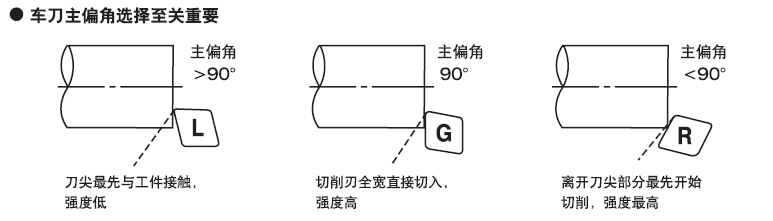 ● 车刀主偏角选择至关重要
主偏角
>90°
L
刀尖最先与工件接触，
强度低
主偏角
90°
G
切削刃全宽直接切入，
强度高
主偏角
<90°
R
离开刀尖部分最先开始
切削，强度最高